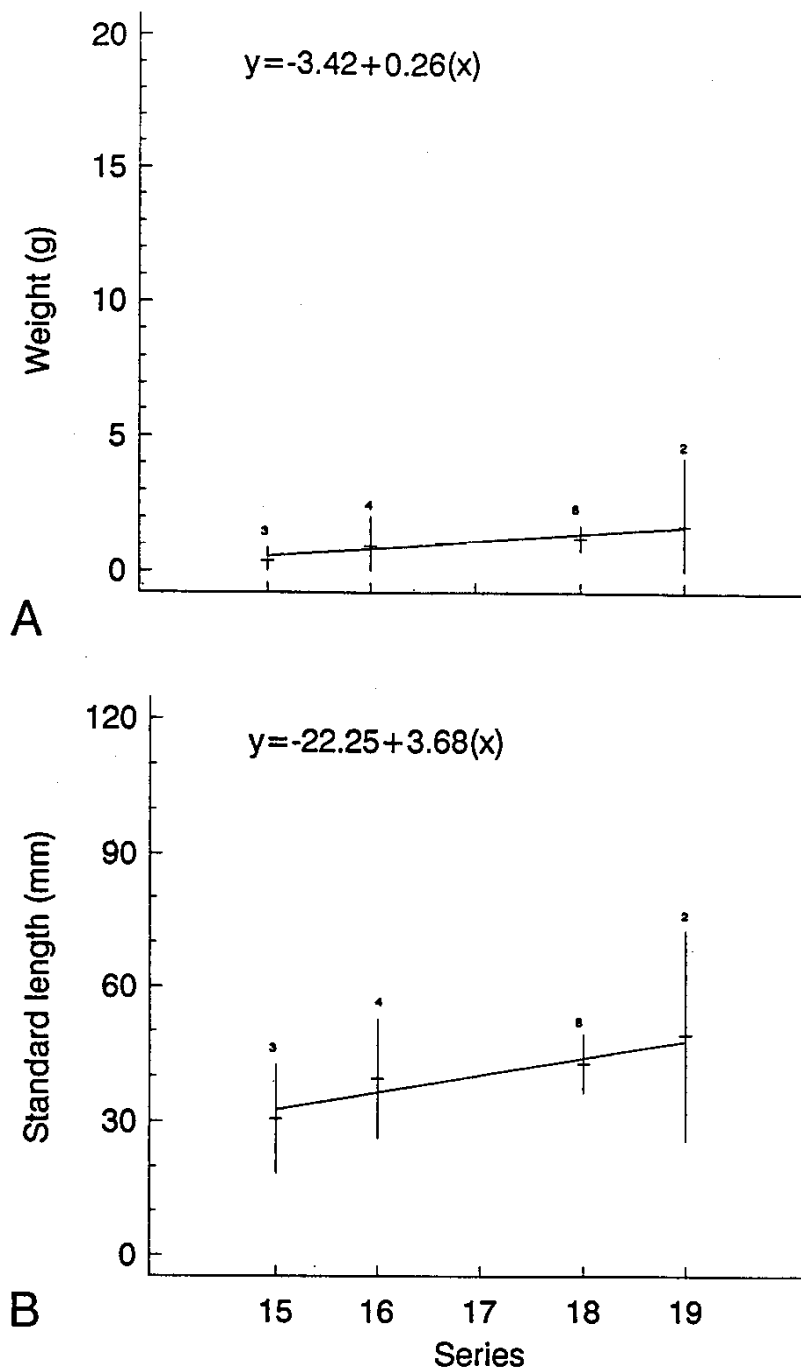 20
y=-3.42+0.26(x)
15
10
5
0
Weight (g)
3
4
2
A
120
y=-22.25+3.68(x)
90
60
30
0
Standard length (mm)
3
4
2
B
15 16 17 18 19
Series